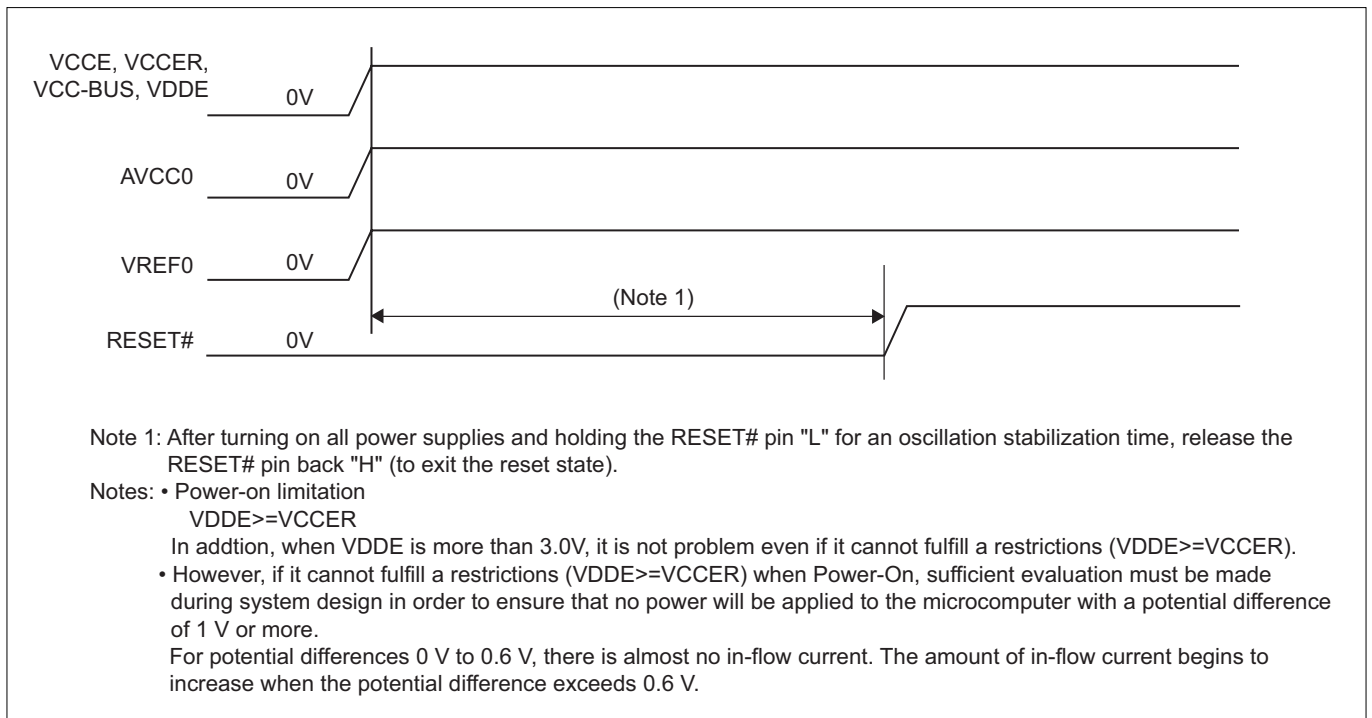 VCCE, VCCER,
VCC-BUS, VDDE
0V
AVCC0
0V
VREF0
0V
(Note 1)
RESET#
0V
Note 1: After turning on all power supplies and holding the RESET# pin "L" for an oscillation stabilization time, release the
RESET# pin back "H" (to exit the reset state).
Notes: • Power-on limitation
VDDE>=VCCER
In addtion, when VDDE is more than 3.0V, it is not problem even if it cannot fulfill a restrictions (VDDE>=VCCER).
• However, if it cannot fulfill a restrictions (VDDE>=VCCER) when Power-On, sufficient evaluation must be made
during system design in order to ensure that no power will be applied to the microcomputer with a potential difference
of 1 V or more.
For potential differences 0 V to 0.6 V, there is almost no in-flow current. The amount of in-flow current begins to
increase when the potential difference exceeds 0.6 V.